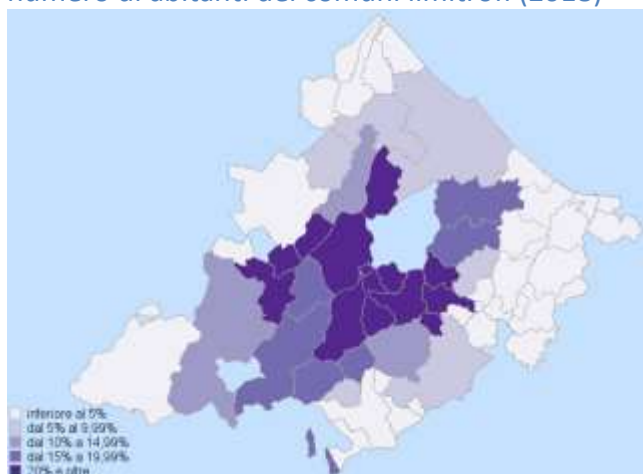 numero di abitanti dei comuni limitrofi (2018)
inferiore al 5%
dal 5% al 9,99%
dal 10% a 14,99%
dal 15% a 19,99%
20% e oltre